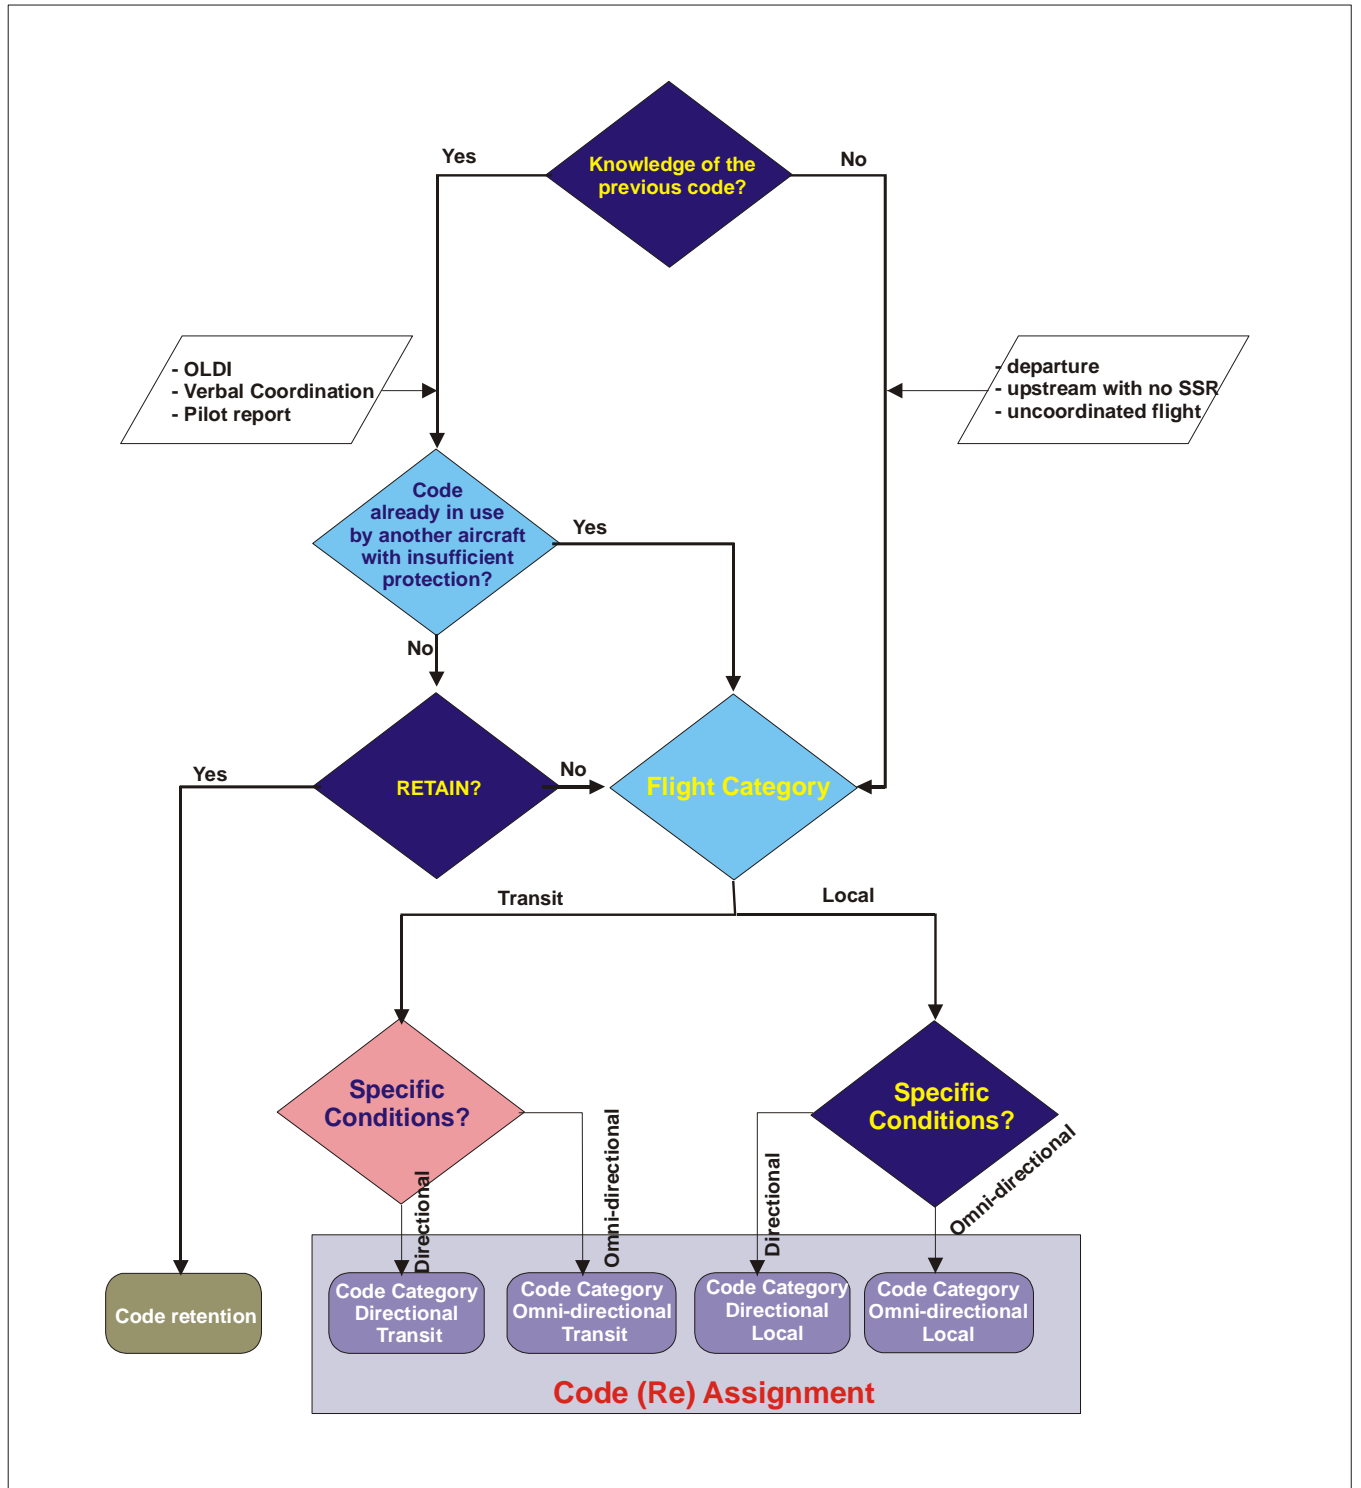 Knowledge of the
previous code?
Yes
No
- OLDI
- Verbal Coordination
- Pilot report
- departure
- upstream with no SSR
- uncoordinated flight
Code
already in use
by another aircraft
with insufficient
protection?
Yes
No
RETAIN?
Yes
No
Flight Category
Transit
Local
Specific
Conditions?
Specific
Conditions?
Directional
Omni-directional
Directional
Omni-directional
Code retention
Code Category
Directional
Transit
Code Category
Omni-directional
Transit
Code Category
Directional
Local
Code Category
Omni-directional
Local
Code (Re) Assignment